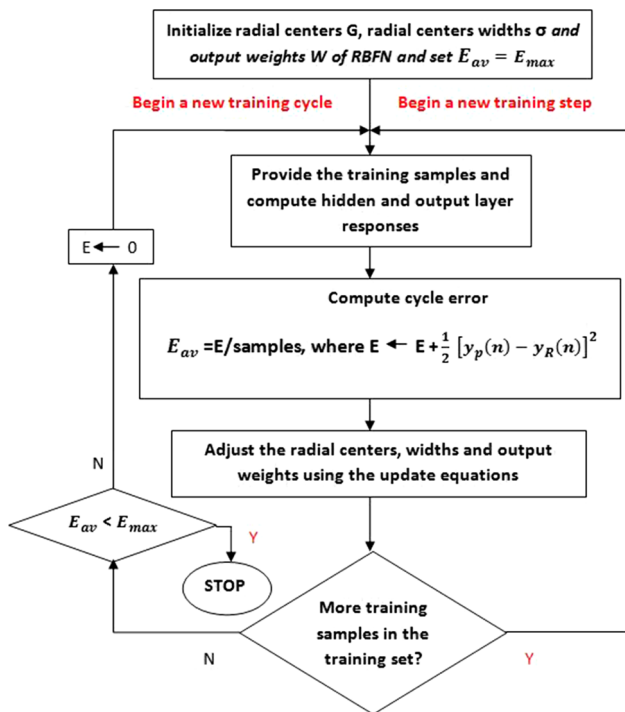 Initialize radial centers G, radial centers widths σ and
output weights W of RBFN and set E_av = E_max
Begin a new training cycle
Begin a new training step
Provide the training samples and
compute hidden and output layer
responses
E ← 0
Compute cycle error
E_av =E/samples, where E ← E+½ [y_p(n) − y_R(n)]²
Adjust the radial centers, widths and output
weights using the update equations
N
E_av < E_max
Y
STOP
More training
samples in the
training set?
N
Y